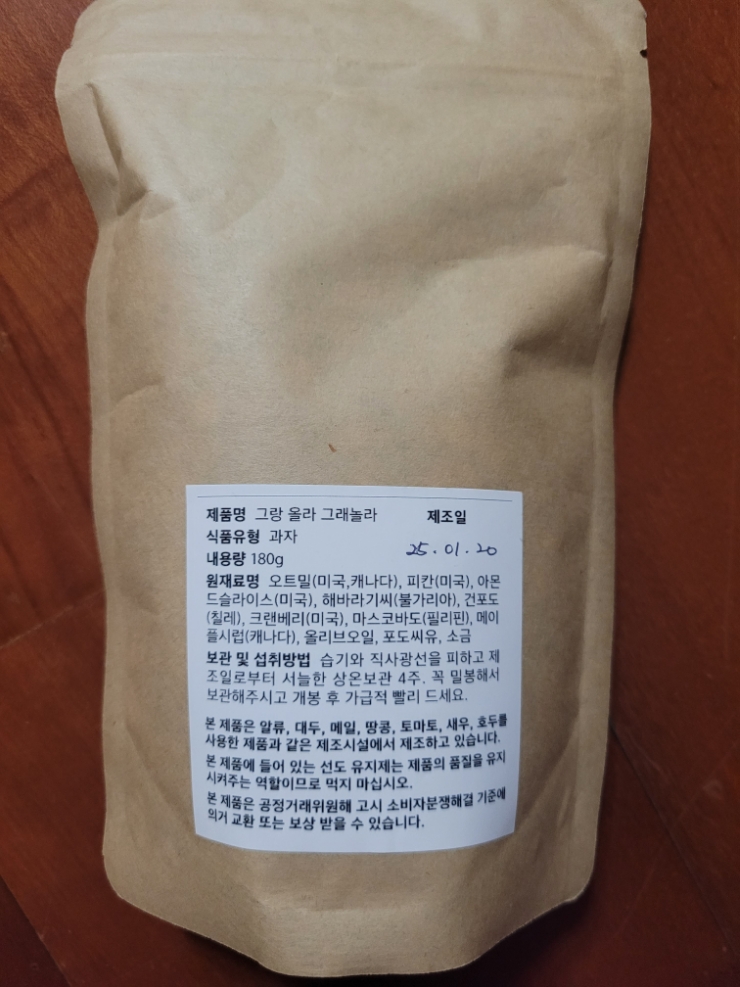 제품명 그랑 올라 그래놀라 제조일
식품유형 과자
25.01.20
내용량 180g
원재료명 오트밀(미국,캐나다), 피칸(미국), 아몬
드슬라이스(미국), 해바라기씨(불가리아), 건포도
(칠레), 크랜베리(미국), 마스코바도(필리핀), 메이
플시럽(캐나다), 올리브오일, 포도씨유, 소금
보관 및 섭취방법 습기와 직사광선을 피하고 제
조일로부터 서늘한 상온보관 4주. 꼭 밀봉해서
보관해주시고 개봉 후 가급적 빨리 드세요.
본 제품은 알류, 대두, 메밀, 땅콩, 토마토, 새우, 호두를
사용한 제품과 같은 제조시설에서 제조하고 있습니다.
본 제품에 들어 있는 선도 유지제는 제품의 품질을 유지
시켜주는 역할이므로 먹지 마십시오.
본 제품은 공정거래위원해 고시 소비자분쟁해결 기준에
의거 교환 또는 보상 받을 수 있습니다.